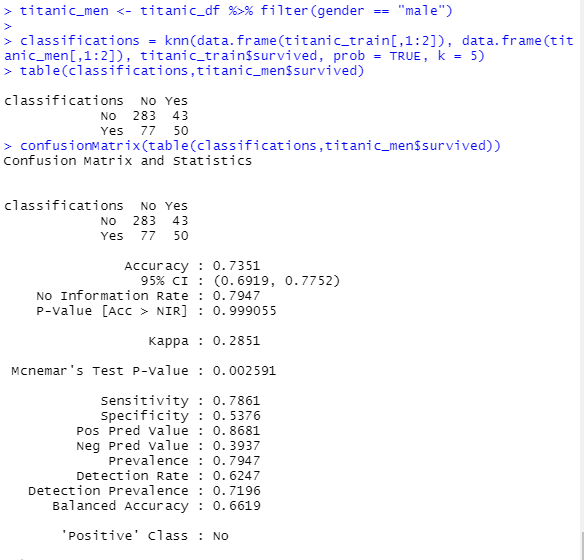 > titanic_men <- titanic_df %>% filter(gender == "male")
>
> classifications = knn(data.frame(titanic_train[,1:2]), data.frame(tit
anic_men[,1:2]), titanic_train$survived, prob = TRUE, k = 5)
> table(classifications,titanic_men$survived)

classifications  No Yes
            No  283  43
            Yes  77  50
> confusionMatrix(table(classifications,titanic_men$survived))
Confusion Matrix and Statistics


classifications  No Yes
            No  283  43
            Yes  77  50

               Accuracy : 0.7351
                 95% CI : (0.6919, 0.7752)
    No Information Rate : 0.7947
    P-Value [Acc > NIR] : 0.999055

                  Kappa : 0.2851

 Mcnemar's Test P-Value : 0.002591

            Sensitivity : 0.7861
            Specificity : 0.5376
         Pos Pred Value : 0.8681
         Neg Pred Value : 0.3937
             Prevalence : 0.7947
         Detection Rate : 0.6247
   Detection Prevalence : 0.7196
      Balanced Accuracy : 0.6619

       'Positive' Class : No